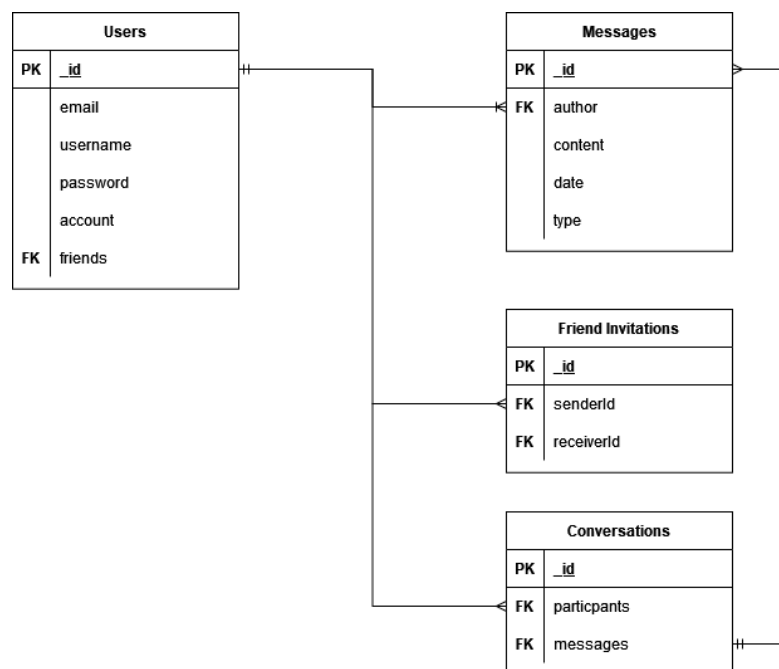 Users
PK _id
email
username
password
account
FK friends
Messages
PK _id
FK author
content
date
type
Friend Invitations
PK _id
FK senderId
FK receiverId
Conversations
PK _id
FK particpants
FK messages